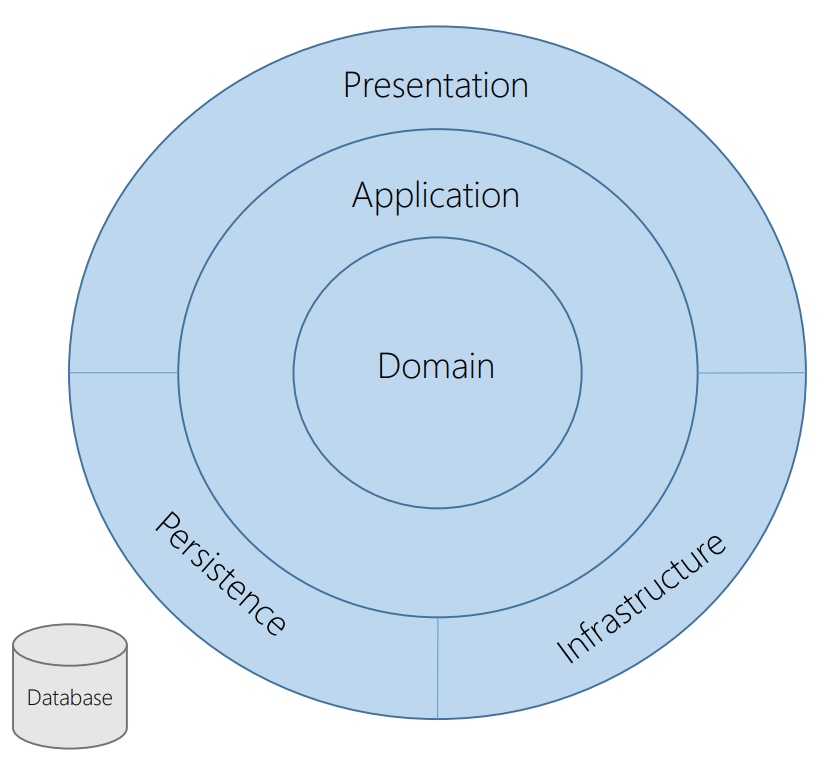 Presentation
Application
Domain
Persistence
Infrastructure
Database